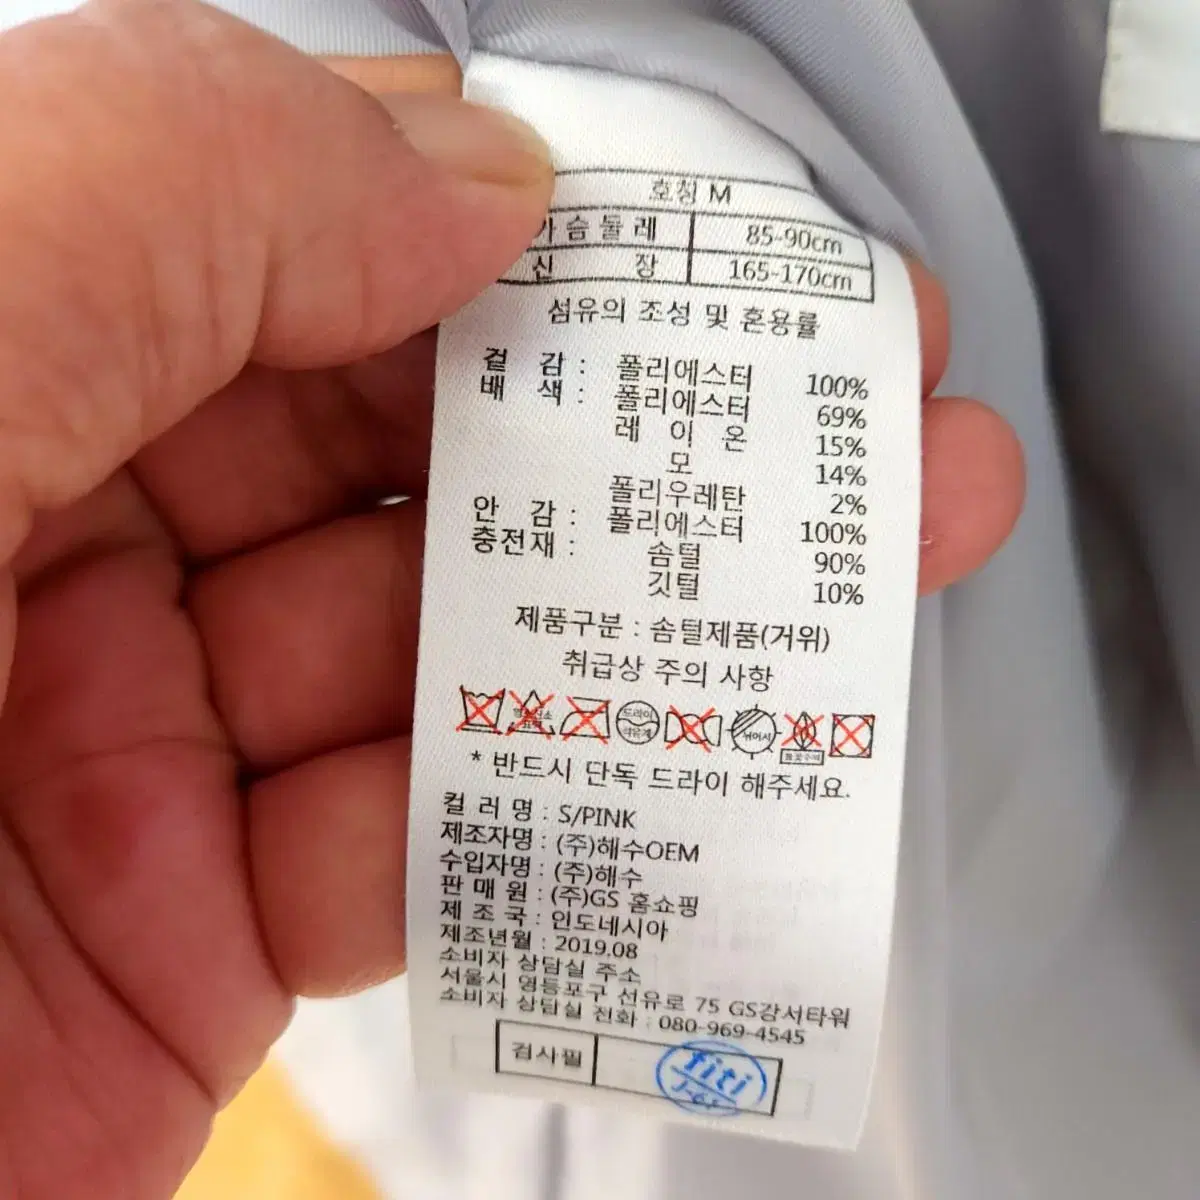 호칭 M
가슴둘레 85-90cm
신 장 165-170cm
섬유의 조성 및 혼용률
겉 감 : 폴리에스터 100%
배 색 : 폴리에스터 69%
레 이 온 15%
모 14%
폴리우레탄 2%
안 감 : 폴리에스터 100%
충전재 : 솜털 90%
깃털 10%
제품구분 : 솜털제품(거위)
취급상 주의 사항
드라이
뉘어서
* 반드시 단독 드라이 해주세요.
컬 러 명 : S/PINK
제조자명 : (주)해수OEM
수입자명 : (주)해수
판 매 원 : (주)GS 홈쇼핑
제 조 국 : 인도네시아
제조년월 : 2019.08
소비자 상담실 주소
서울시 영등포구 선유로 75 GS강서타워
소비자 상담실 전화 : 080-969-4545
검사필
fiti